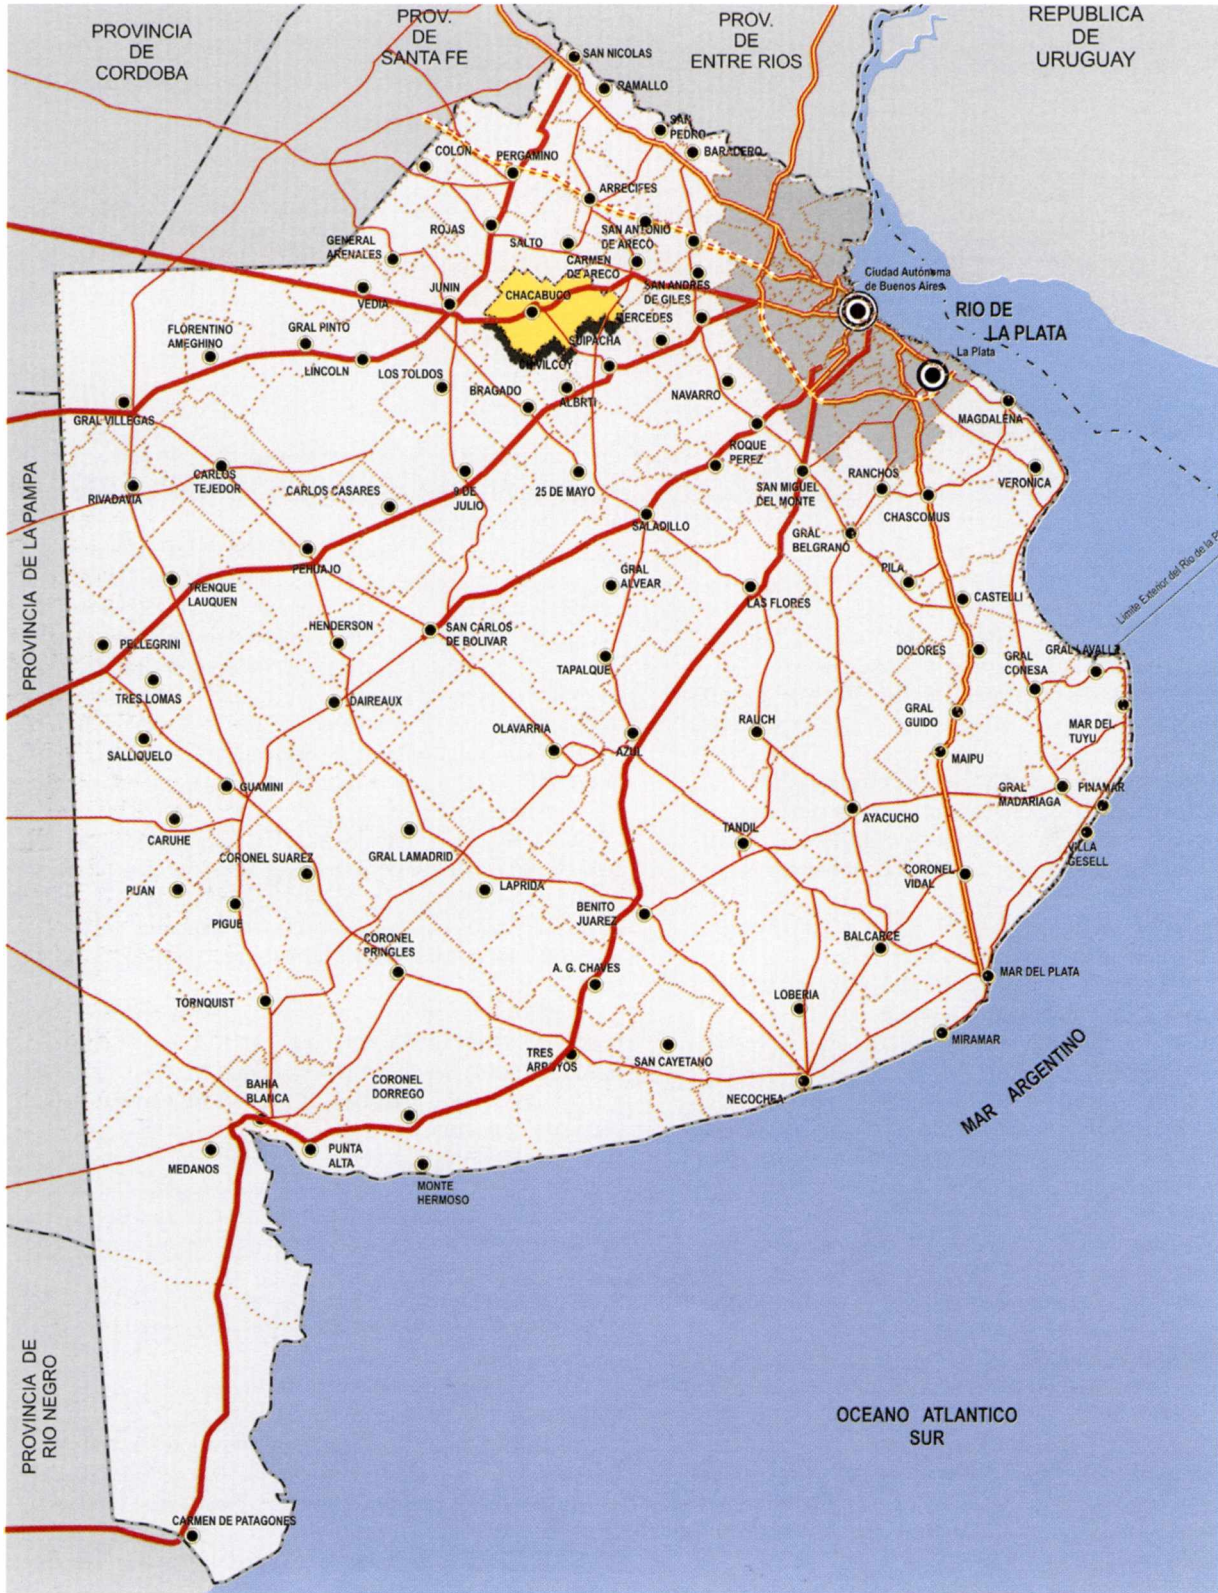 PROVINCIA
DE
CORDOBA
PROV.
DE
SANTA FE
PROV.
DE
ENTRE RIOS
REPUBLICA
DE
URUGUAY
SAN NICOLAS
RAMALLO
SAN
PEDRO
BARADERO
COLON
PERGAMINO
ARRECIFES
ROJAS
SALTO
SAN ANTONIO
DE ARECO
GENERAL
ARENALES
CARMEN
DE ARECO
Ciudad Autónoma
de Buenos Aires
JUNIN
CHACABUCO
SAN ANDRES
DE GILES
VEDIA
MERCEDES
RIO DE
LA PLATA
FLORENTINO
AMEGHINO
GRAL PINTO
SUIPACHA
La Plata
LINCOLN
LOS TOLDOS
CHIVILCOY
BRAGADO
ALBRTI
NAVARRO
GRAL VILLEGAS
MAGDALENA
ROQUE
PEREZ
CARLOS
TEJEDOR
RIVADAVIA
CARLOS CASARES
9 DE
JULIO
25 DE MAYO
SAN MIGUEL
DEL MONTE
RANCHOS
VERONICA
CHASCOMUS
SALADILLO
GRAL
BELGRANO
PROVINCIA DE LA PAMPA
PEHUAJO
GRAL
ALVEAR
PILA
TRENQUE
LAUQUEN
LAS FLORES
CASTELLI
Limite Exterior del Rio de la
HENDERSON
SAN CARLOS
DE BOLIVAR
PELLEGRINI
TAPALQUE
DOLORES
GRAL
CONESA
GRAL LAVALLE
TRES LOMAS
DAIREAUX
GRAL
GUIDO
RAUCH
MAR DEL
TUYU
OLAVARRIA
AZUL
SALLIQUELO
MAIPU
GUAMINI
GRAL
MADARIAGA
PINAMAR
AYACUCHO
CARUHE
TANDIL
VILLA
GESELL
CORONEL SUAREZ
GRAL LAMADRID
CORONEL
VIDAL
PUAN
LAPRIDA
PIGUE
BENITO
JUAREZ
CORONEL
PRINGLES
BALCARCE
A. G. CHAVES
MAR DEL PLATA
TORNQUIST
LOBERIA
MIRAMAR
TRES
ARROYOS
SAN CAYETANO
MAR ARGENTINO
BAHIA
BLANCA
CORONEL
DORREGO
NECOCHEA
PUNTA
ALTA
MEDANOS
MONTE
HERMOSO
PROVINCIA DE
RIO NEGRO
OCEANO ATLANTICO
SUR
CARMEN DE PATAGONES